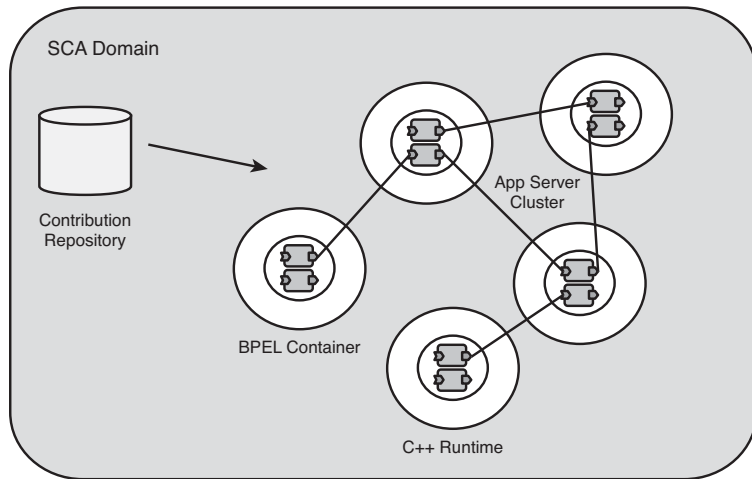 SCA Domain
Contribution
Repository
App Server
Cluster
BPEL Container
C++ Runtime